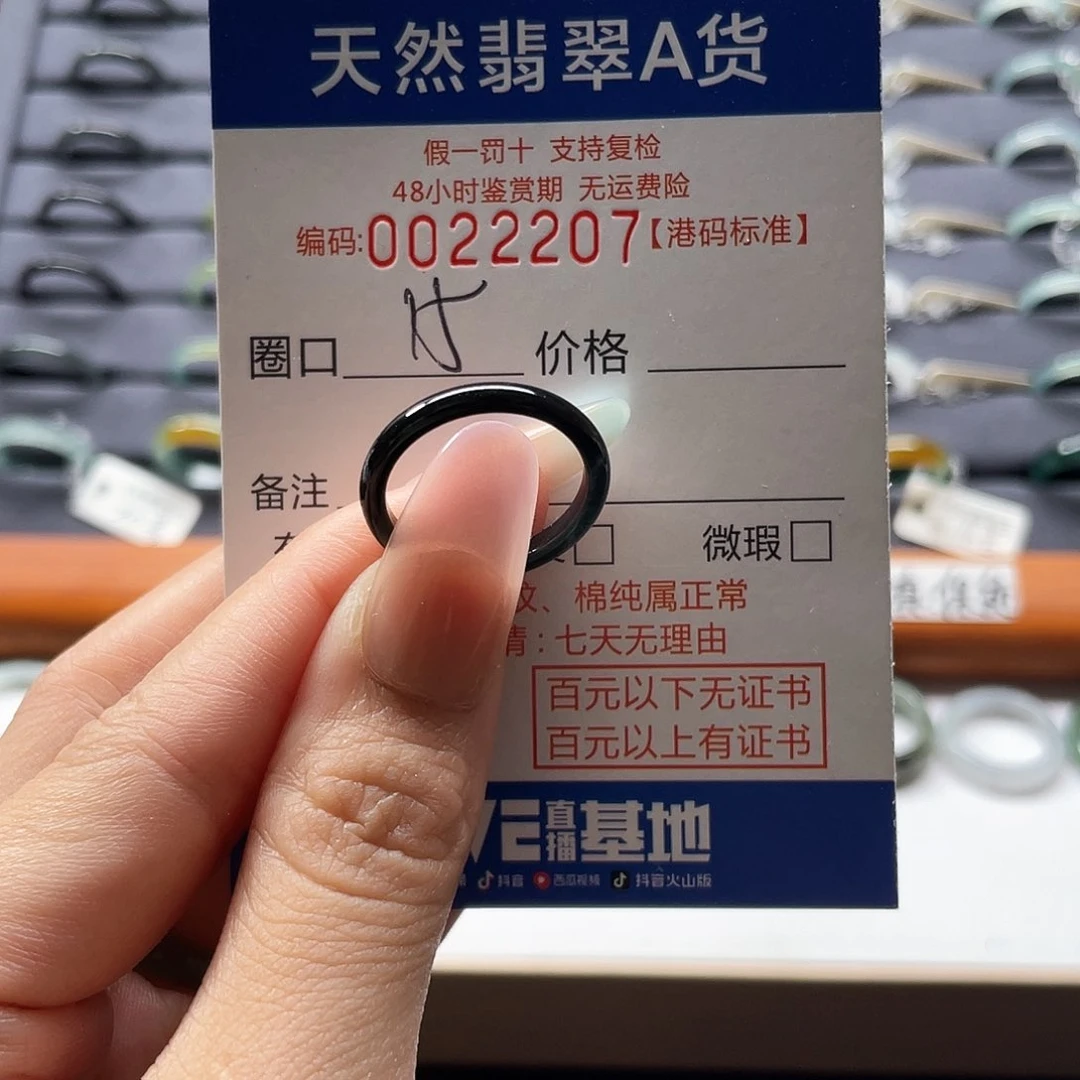 天然翡翠A货
假一罚十 支持复检
48小时鉴赏期 无运费险
编码:0022207【港码标准】
圈口
价格
备注
微瑕
、棉纯属正常
:七天无理由
百元以下无证书
百元以上有证书
直播基地
抖音 西瓜视频 抖音火山版